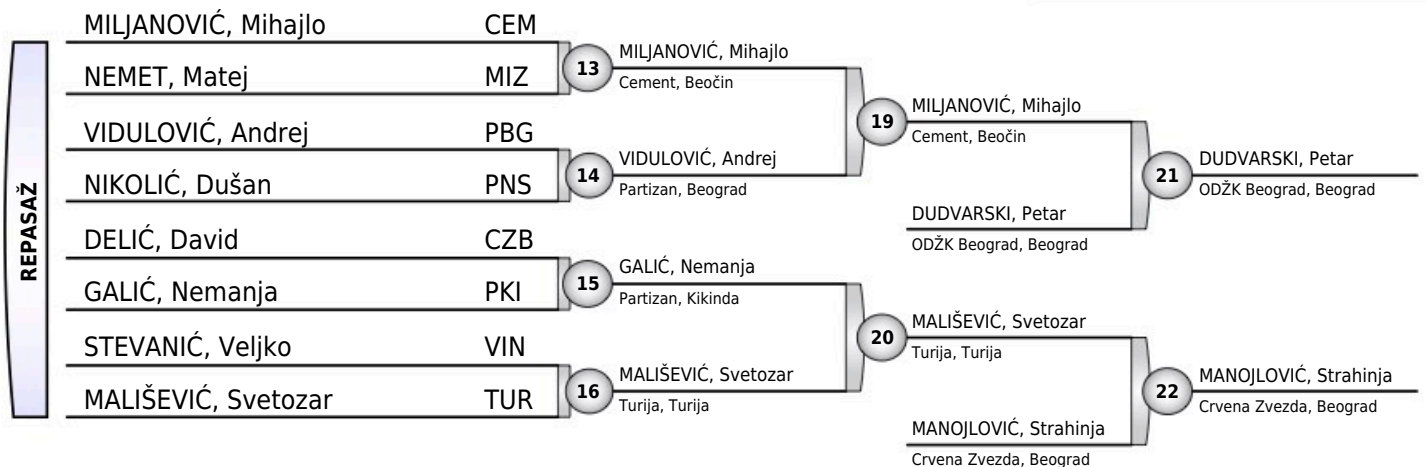 REPASAŽ
MILJANOVIĆ, Mihajlo CEM
NEMET, Matej MIZ
VIDULOVIĆ, Andrej PBG
NIKOLIĆ, Dušan PNS
DELIĆ, David CZB
GALIĆ, Nemanja PKI
STEVANIĆ, Veljko VIN
MALIŠEVIĆ, Svetozar TUR
13
MILJANOVIĆ, Mihajlo
Cement, Beočin
14
VIDULOVIĆ, Andrej
Partizan, Beograd
15
GALIĆ, Nemanja
Partizan, Kikinda
16
MALIŠEVIĆ, Svetozar
Turija, Turija
19
MILJANOVIĆ, Mihajlo
Cement, Beočin
DUDVARSKI, Petar
ODŽK Beograd, Beograd
20
MALIŠEVIĆ, Svetozar
Turija, Turija
MANOJLOVIĆ, Strahinja
Crvena Zvezda, Beograd
21
DUDVARSKI, Petar
ODŽK Beograd, Beograd
22
MANOJLOVIĆ, Strahinja
Crvena Zvezda, Beograd